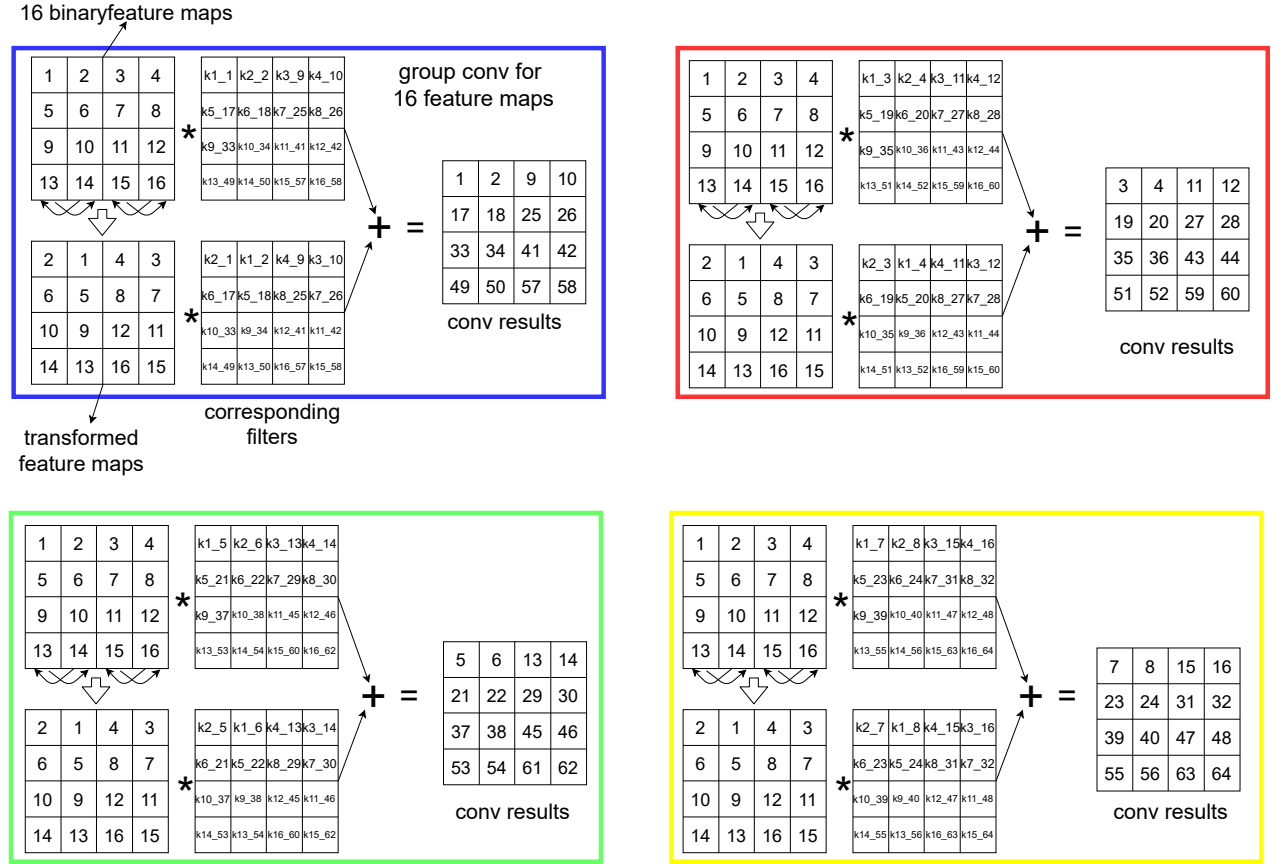 16 binaryfeature maps
1 2 3 4
5 6 7 8
9 10 11 12
13 14 15 16
*
k1_1 k2_2 k3_9 k4_10
k5_17 k6_18 k7_25 k8_26
k9_33 k10_34 k11_41 k12_42
k13_49 k14_50 k15_57 k16_58
group conv for
16 feature maps
2 1 4 3
6 5 8 7
10 9 12 11
14 13 16 15
*
k2_1 k1_2 k4_9 k3_10
k6_17 k5_18 k8_25 k7_26
k10_33 k9_34 k12_41 k11_42
k14_49 k13_50 k16_57 k15_58
+ =
1 2 9 10
17 18 25 26
33 34 41 42
49 50 57 58
conv results
corresponding
filters
transformed
feature maps
1 2 3 4
5 6 7 8
9 10 11 12
13 14 15 16
*
k1_3 k2_4 k3_11 k4_12
k5_19 k6_20 k7_27 k8_28
k9_35 k10_36 k11_43 k12_44
k13_51 k14_52 k15_59 k16_60
2 1 4 3
6 5 8 7
10 9 12 11
14 13 16 15
*
k2_3 k1_4 k4_11 k3_12
k6_19 k5_20 k8_27 k7_28
k10_35 k9_36 k12_43 k11_44
k14_51 k13_52 k16_59 k15_60
+ =
3 4 11 12
19 20 27 28
35 36 43 44
51 52 59 60
conv results
1 2 3 4
5 6 7 8
9 10 11 12
13 14 15 16
*
k1_5 k2_6 k3_13 k4_14
k5_21 k6_22 k7_29 k8_30
k9_37 k10_38 k11_45 k12_46
k13_53 k14_54 k15_60 k16_62
2 1 4 3
6 5 8 7
10 9 12 11
14 13 16 15
*
k2_5 k1_6 k4_13 k3_14
k6_21 k5_22 k8_29 k7_30
k10_37 k9_38 k12_45 k11_46
k14_53 k13_54 k16_60 k15_62
+ =
5 6 13 14
21 22 29 30
37 38 45 46
53 54 61 62
conv results
1 2 3 4
5 6 7 8
9 10 11 12
13 14 15 16
*
k1_7 k2_8 k3_15 k4_16
k5_23 k6_24 k7_31 k8_32
k9_39 k10_40 k11_47 k12_48
k13_55 k14_56 k15_63 k16_64
2 1 4 3
6 5 8 7
10 9 12 11
14 13 16 15
*
k2_7 k1_8 k4_15 k3_16
k6_23 k5_24 k8_31 k7_32
k10_39 k9_40 k12_47 k11_48
k14_55 k13_56 k16_63 k15_64
+ =
7 8 15 16
23 24 31 32
39 40 47 48
55 56 63 64
conv results